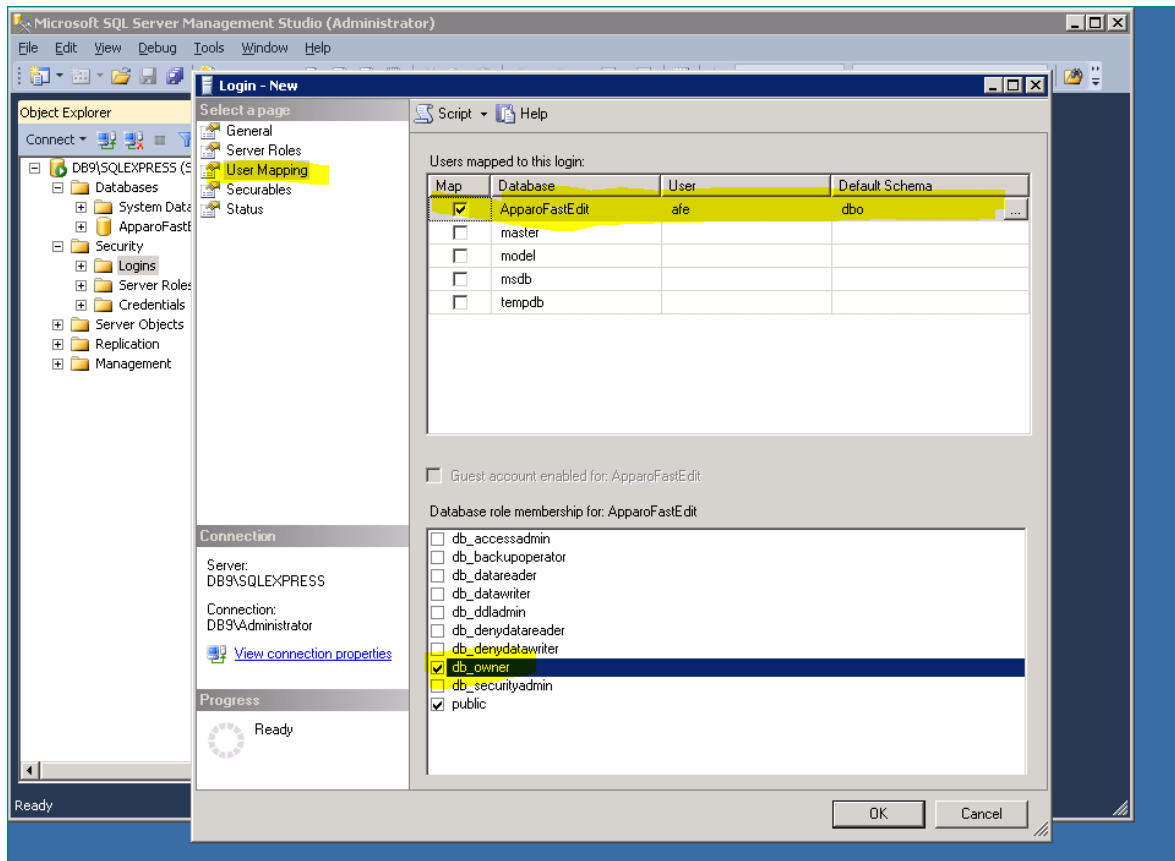 Microsoft SQL Server Management Studio (Administrator)
File Edit View Debug Tools Window Help
Object Explorer
Connect
DB9\SQLEXPRESS (S
Databases
System Data
ApparoFastE
Security
Logins
Server Roles
Credentials
Server Objects
Replication
Management
Ready
Login - New
Select a page
General
Server Roles
User Mapping
Securables
Status
Connection
Server:
DB9\SQLEXPRESS
Connection:
DB9\Administrator
View connection properties
Progress
Ready
Script Help
Users mapped to this login:
Map Database User Default Schema
ApparoFastEdit afe dbo ...
master
model
msdb
tempdb
Guest account enabled for: ApparoFastEdit
Database role membership for: ApparoFastEdit
db_accessadmin
db_backupoperator
db_datareader
db_datawriter
db_ddladmin
db_denydatareader
db_denydatawriter
db_owner
db_securityadmin
public
OK Cancel